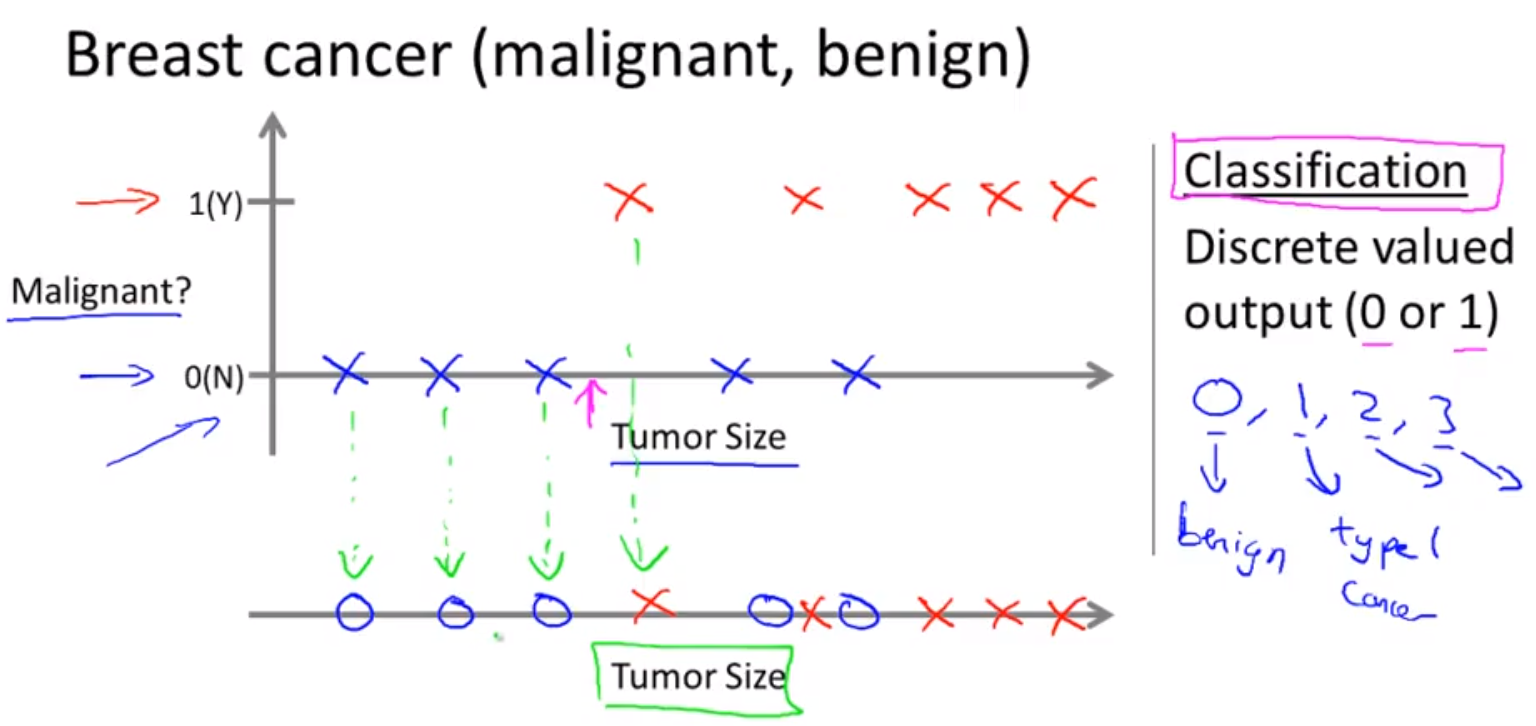 Breast cancer (malignant, benign)
1(Y)
Malignant?
0(N)
Tumor Size
Tumor Size
Classification
Discrete valued
output (0 or 1)
0, 1, 2, 3
benign type 1
cancer